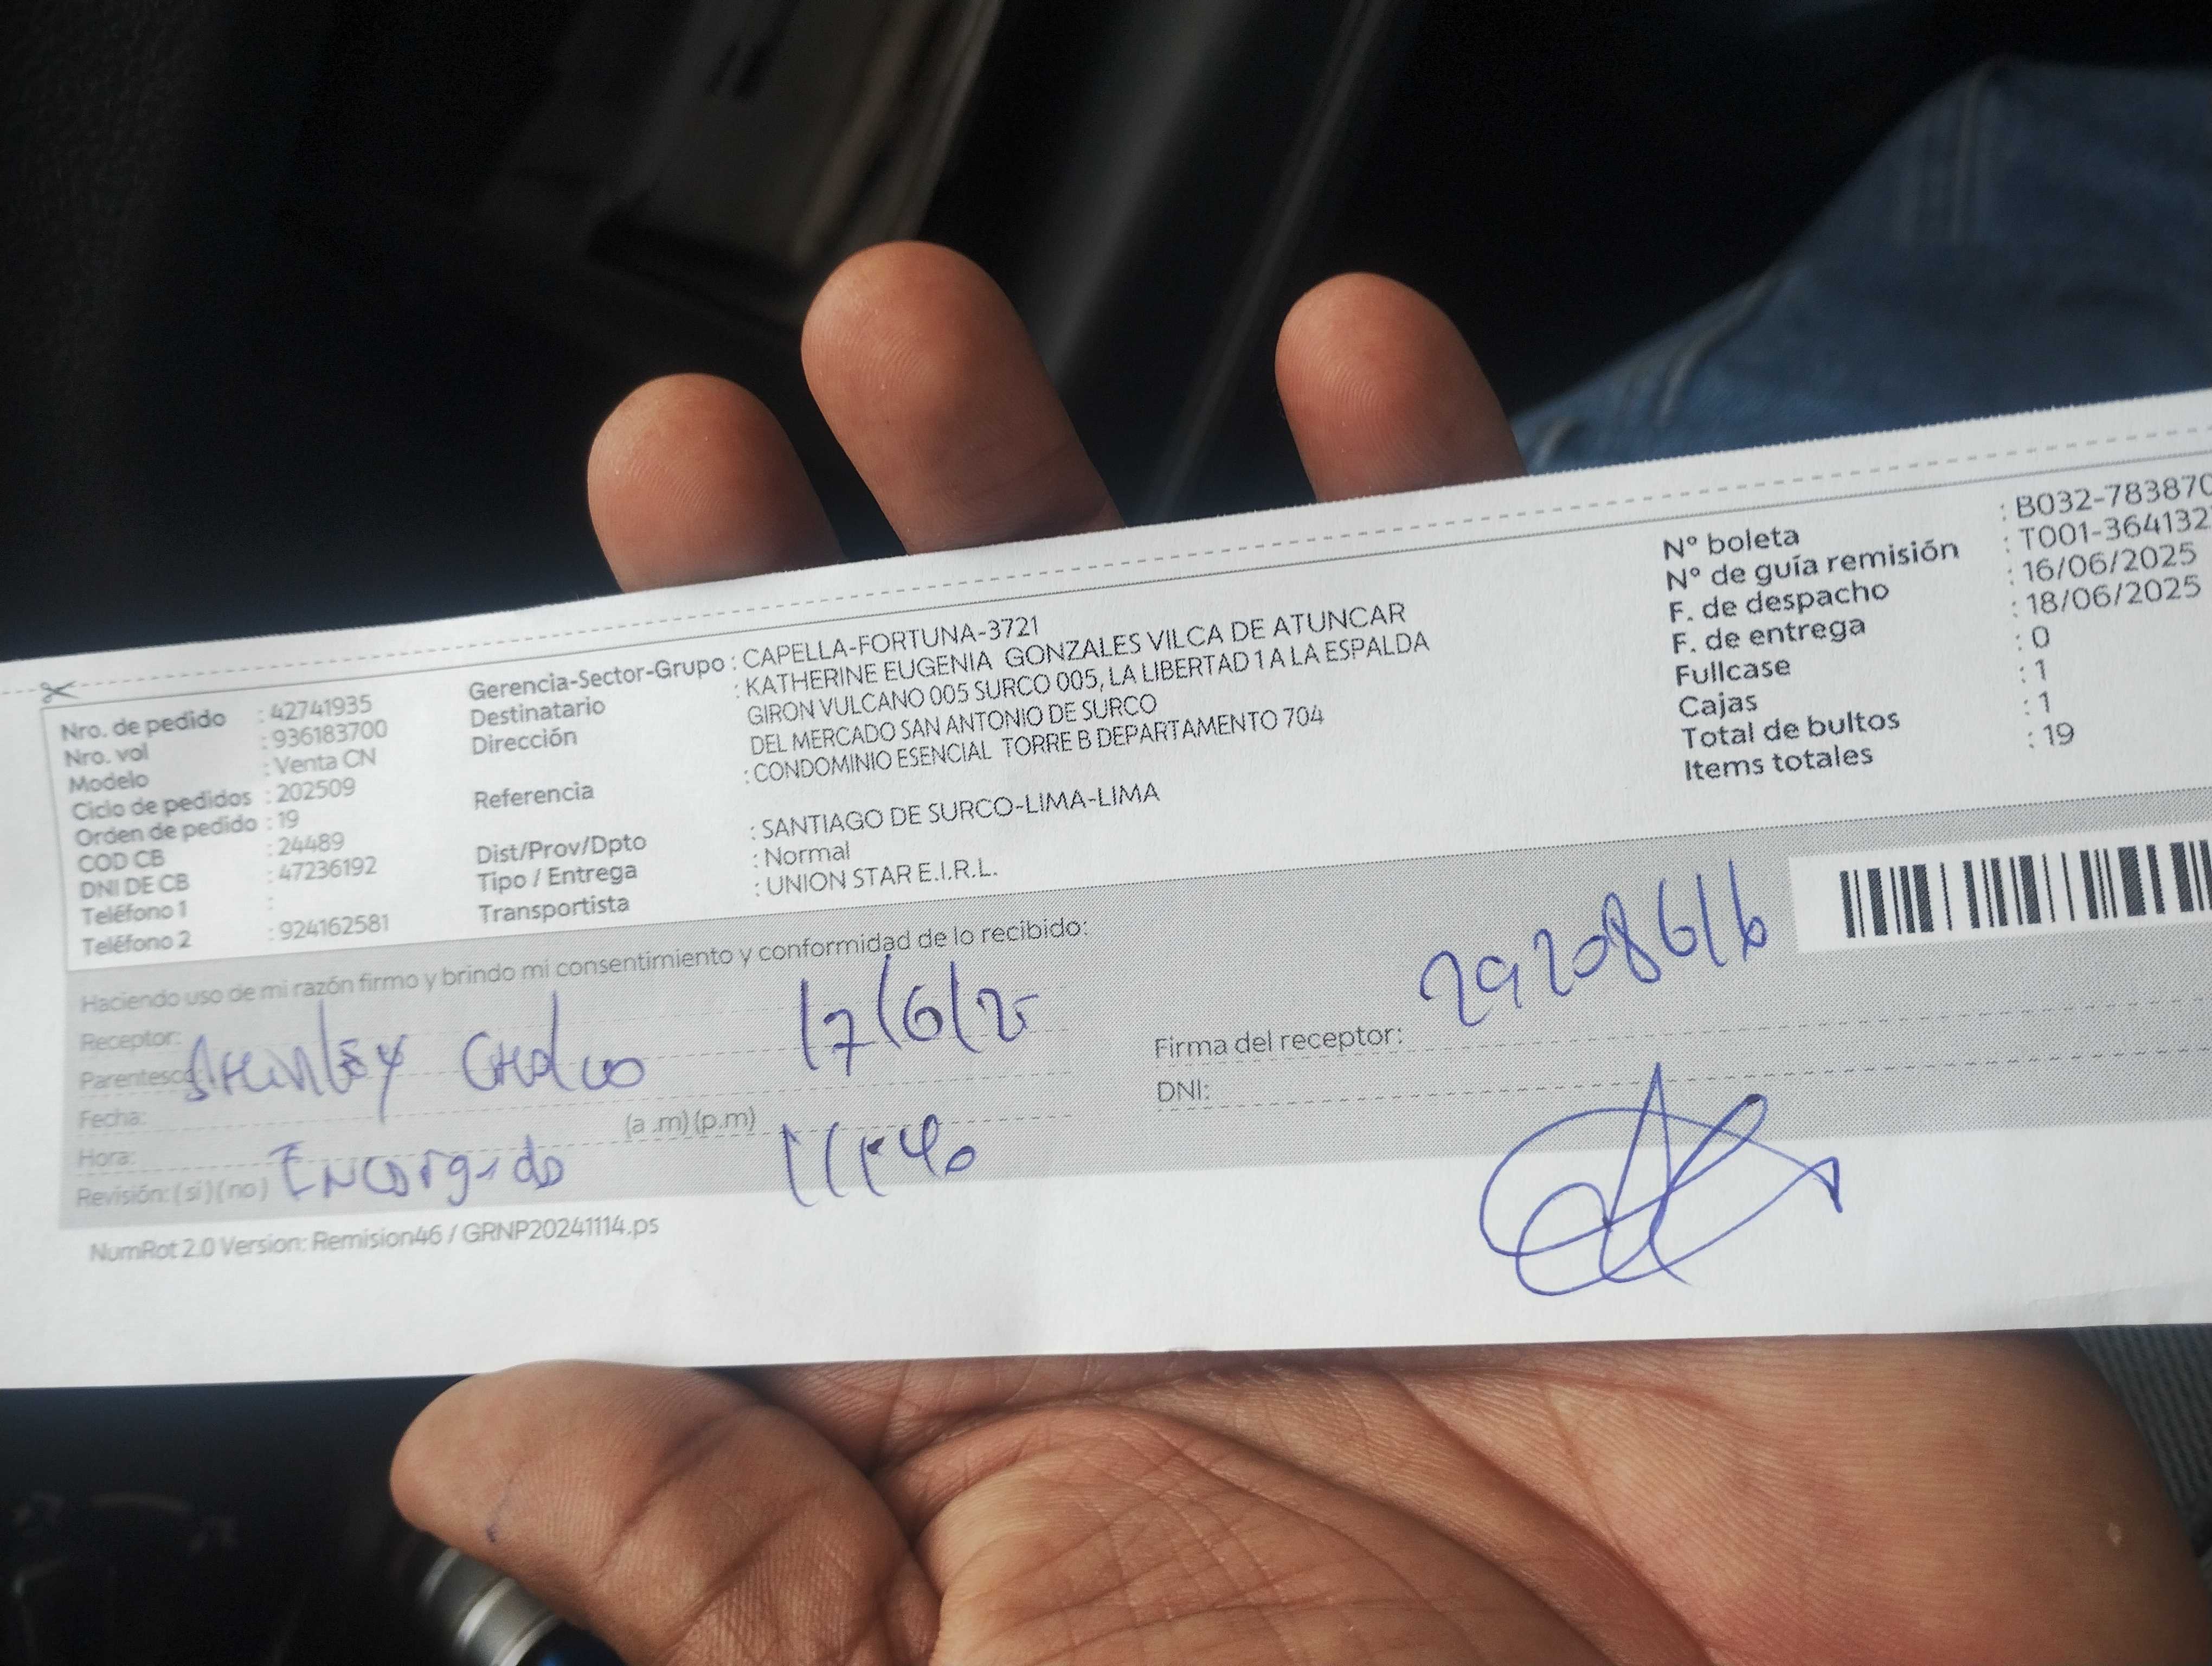 Nro. de pedido : 42741935
Nro. vol : 936183700
Modelo : Venta CN
Ciclo de pedidos : 202509
Orden de pedido : 19
COD CB : 24489
DNI DE CB : 47236192
Teléfono 1 :
Teléfono 2 : 924162581
Gerencia-Sector-Grupo : CAPELLA-FORTUNA-3721
Destinatario : KATHERINE EUGENIA GONZALES VILCA DE ATUNCAR
Dirección GIRON VULCANO 005 SURCO 005, LA LIBERTAD 1 A LA ESPALDA
DEL MERCADO SAN ANTONIO DE SURCO
Referencia : CONDOMINIO ESENCIAL TORRE B DEPARTAMENTO 704
Dist/Prov/Dpto : SANTIAGO DE SURCO-LIMA-LIMA
Tipo / Entrega : Normal
Transportista : UNION STAR E.I.R.L.
N° boleta : B032-783870
N° de guía remisión : T001-364132
F. de despacho : 16/06/2025
F. de entrega : 18/06/2025
Fullcase : 0
Cajas : 1
Total de bultos : 1
Items totales : 19
Haciendo uso de mi razón firmo y brindo mi consentimiento y conformidad de lo recibido:
Receptor:
Parentesco
17/6/25
Fecha:
Hora: (a.m) (p.m)
Revisión: (si) (no) Encargado 11:40
Firma del receptor: 29208616
DNI:
NumRot 2.0 Version: Remision46 / GRNP20241114.ps